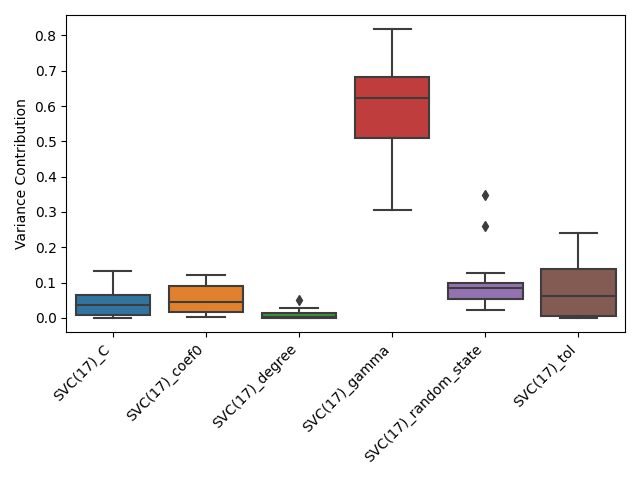 Variance Contribution
0.8
0.7
0.6
0.5
0.4
0.3
0.2
0.1
0.0
SVC(17)_C
SVC(17)_coef0
SVC(17)_degree
SVC(17)_gamma
SVC(17)_random_state
SVC(17)_tol